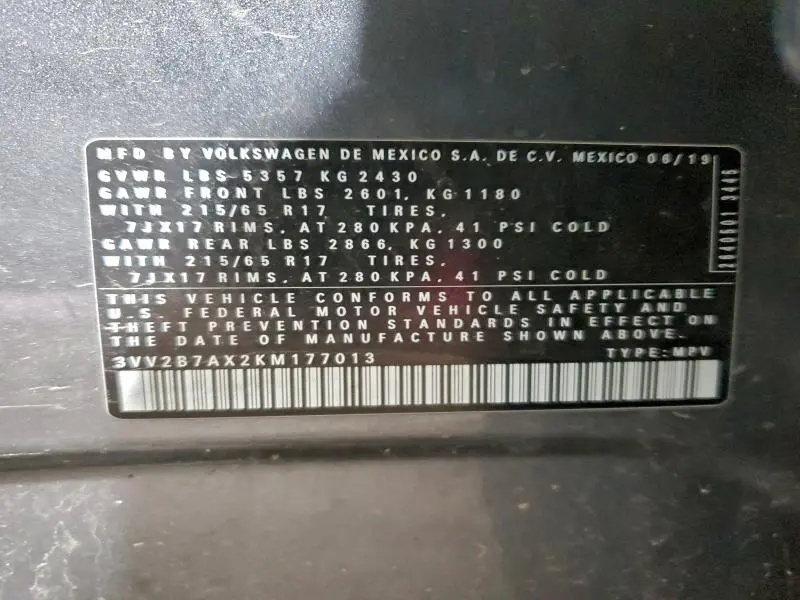 MFD BY VOLKSWAGEN DE MEXICO S.A. DE C.V. MEXICO 06/19
GVWR LBS 5357 KG 2430
GAWR FRONT LBS 2601, KG 1180
WITH 215/65 R17 TIRES,
7JX17 RIMS, AT 280 KPA, 41 PSI COLD
GAWR REAR LBS 2866, KG 1300
WITH 215/65 R17 TIRES,
7JX17 RIMS, AT 280 KPA, 41 PSI COLD
THIS VEHICLE CONFORMS TO ALL APPLICABLE
U.S. FEDERAL MOTOR VEHICLE SAFETY AND
THEFT PREVENTION STANDARDS IN EFFECT ON
THE DATE OF MANUFACTURE SHOWN ABOVE.
3VV2B7AX2KM177013 TYPE:MPV